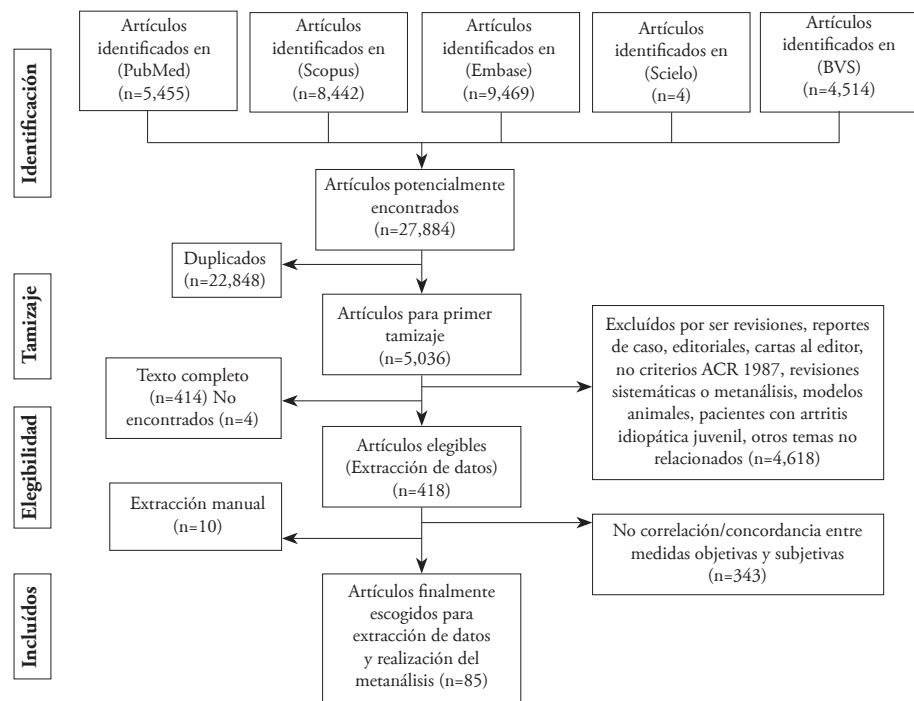 Identificación
Artículos
identificados en
(PubMed)
(n=5,455)
Artículos
identificados en
(Scopus)
(n=8,442)
Artículos
identificados en
(Embase)
(n=9,469)
Artículos
identificados en
(Scielo)
(n=4)
Artículos
identificados en
(BVS)
(n=4,514)
Artículos potencialmente
encontrados
(n=27,884)
Duplicados
(n=22,848)
Tamizaje
Artículos para primer
tamizaje
(n=5,036)
Excluídos por ser revisiones, reportes
de caso, editoriales, cartas al editor,
no criterios ACR 1987, revisiones
sistemáticas o metanálisis, modelos
animales, pacientes con artritis
idiopática juvenil, otros temas no
relacionados (n=4,618)
Texto completo
(n=414) No
encontrados (n=4)
Elegibilidad
Artículos elegibles
(Extracción de datos)
(n=418)
Extracción manual
(n=10)
No correlación/concordancia entre
medidas objetivas y subjetivas
(n=343)
Incluídos
Artículos finalmente
escogidos para
extracción de datos
y realización del
metanálisis (n=85)